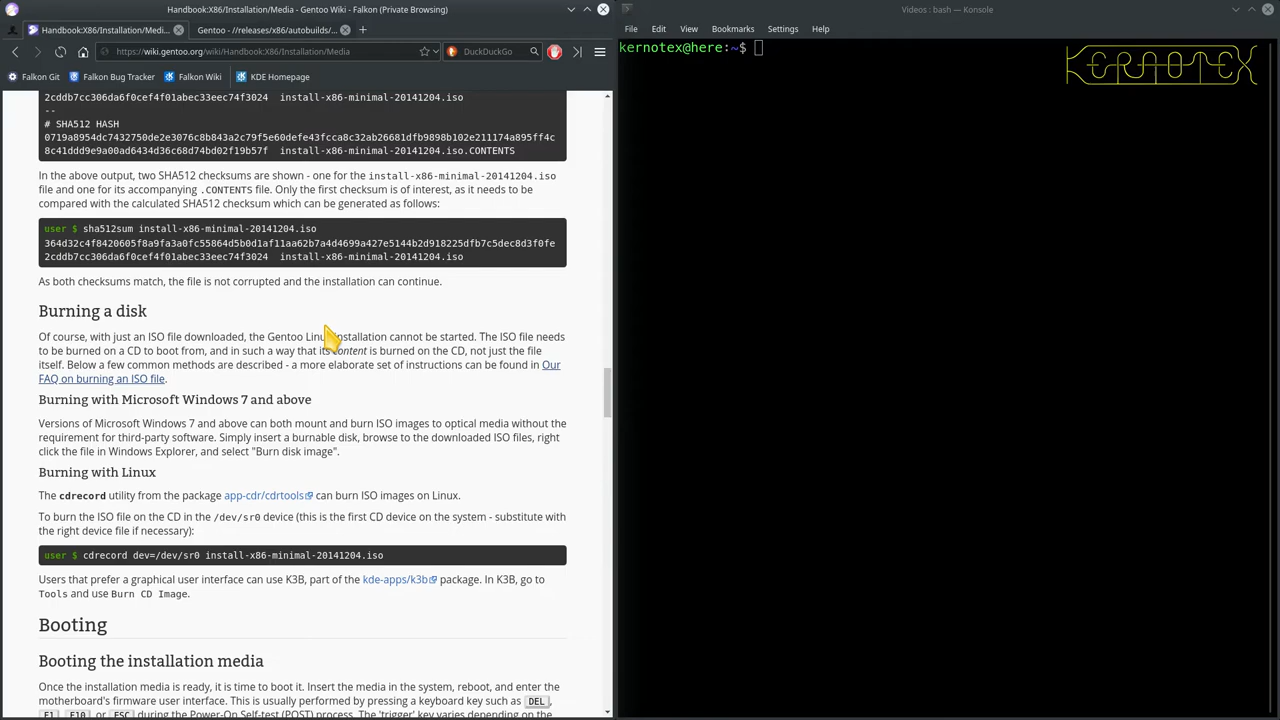 Handbook:X86/Installation/Media - Gentoo Wiki - Falkon (Private Browsing)
Handbook:X86/Installation/Medi...
Gentoo - //releases/x86/autobuilds/...
https://wiki.gentoo.org/wiki/Handbook:X86/Installation/Media
DuckDuckGo
Falkon Git
Falkon Bug Tracker
Falkon Wiki
KDE Homepage
2cddb7cc306da6f0cef4f01abec33eec74f3024 install-x86-minimal-20141204.iso
--
# SHA512 HASH
0719a8954dc7432750de2e3076c8b843a2c79f5e60defe43fcca8c32ab26681dfb9898b102e211174a895ff4c
8c41ddd9e9a00ad6434d36c68d74bd02f19b57f install-x86-minimal-20141204.iso.CONTENTS
In the above output, two SHA512 checksums are shown - one for the install-x86-minimal-20141204.iso
file and one for its accompanying .CONTENTS file. Only the first checksum is of interest, as it needs to be
compared with the calculated SHA512 checksum which can be generated as follows:
user $ sha512sum install-x86-minimal-20141204.iso
364d32c4f8420605f8a9fa3a0fc55864d5b0d1af11aa62b7a4d4699a427e5144b2d918225dfb7c5dec8d3f0fe
2cddb7cc306da6f0cef4f01abec33eec74f3024 install-x86-minimal-20141204.iso
As both checksums match, the file is not corrupted and the installation can continue.
Burning a disk
Of course, with just an ISO file downloaded, the Gentoo Linux installation cannot be started. The ISO file needs
to be burned on a CD to boot from, and in such a way that its content is burned on the CD, not just the file
itself. Below a few common methods are described - a more elaborate set of instructions can be found in Our
FAQ on burning an ISO file.
Burning with Microsoft Windows 7 and above
Versions of Microsoft Windows 7 and above can both mount and burn ISO images to optical media without the
requirement for third-party software. Simply insert a burnable disk, browse to the downloaded ISO files, right
click the file in Windows Explorer, and select "Burn disk image".
Burning with Linux
The cdrecord utility from the package app-cdr/cdrtools can burn ISO images on Linux.
To burn the ISO file on the CD in the /dev/sr0 device (this is the first CD device on the system - substitute with
the right device file if necessary):
user $ cdrecord dev=/dev/sr0 install-x86-minimal-20141204.iso
Users that prefer a graphical user interface can use K3B, part of the kde-apps/k3b package. In K3B, go to
Tools and use Burn CD Image.
Booting
Booting the installation media
Once the installation media is ready, it is time to boot it. Insert the media in the system, reboot, and enter the
motherboard's firmware user interface. This is usually performed by pressing a keyboard key such as DEL,
F1, F10, or ESC during the Power-On Self-test (POST) process. The 'trigger' key varies depending on the
Videos : bash — Konsole
File Edit View Bookmarks Settings Help
kernotex@here:~$
KERNOTEX